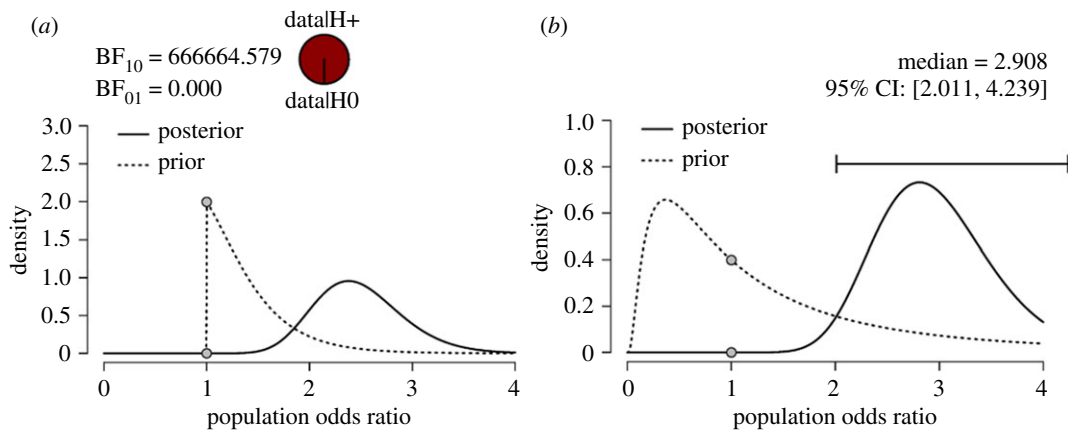 (a)
data|H+
BF10 = 666664.579
BF01 = 0.000
data|H0
posterior
prior
3.0
2.5
2.0
1.5
1.0
0.5
0
density
0 1 2 3 4
population odds ratio
(b)
median = 2.908
95% CI: [2.011, 4.239]
posterior
prior
1.0
0.8
0.6
0.4
0.2
0
density
0 1 2 3 4
population odds ratio